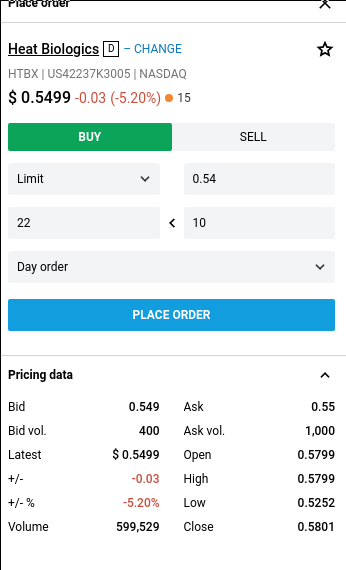 Place order
Heat Biologics D – CHANGE
HTBX | US42237K3005 | NASDAQ
$ 0.5499 -0.03 (-5.20%) 15
BUY SELL
Limit 0.54
22 < 10
Day order
PLACE ORDER
Pricing data
Bid 0.549 Ask 0.55
Bid vol. 400 Ask vol. 1,000
Latest $ 0.5499 Open 0.5799
+/- -0.03 High 0.5799
+/- % -5.20% Low 0.5252
Volume 599,529 Close 0.5801